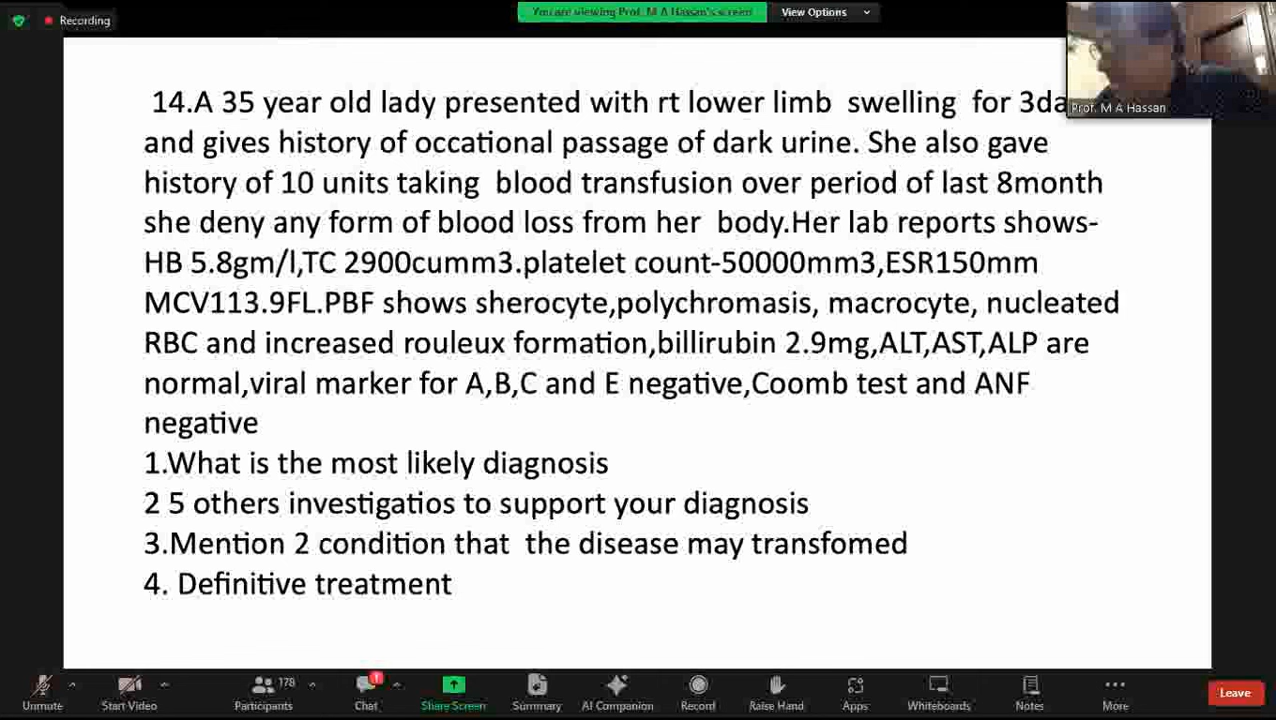 Recording
You are viewing Prof. M A Hassan's screen
View Options
Prof. M A Hassan
14.A 35 year old lady presented with rt lower limb swelling for 3da
and gives history of occational passage of dark urine. She also gave
history of 10 units taking blood transfusion over period of last 8month
she deny any form of blood loss from her body.Her lab reports shows-
HB 5.8gm/l,TC 2900cumm3.platelet count-50000mm3,ESR150mm
MCV113.9FL.PBF shows sherocyte,polychromasis, macrocyte, nucleated
RBC and increased rouleux formation,billirubin 2.9mg,ALT,AST,ALP are
normal,viral marker for A,B,C and E negative,Coomb test and ANF
negative
1.What is the most likely diagnosis
2 5 others investigatios to support your diagnosis
3.Mention 2 condition that the disease may transfomed
4. Definitive treatment
178
1
Unmute
Start Video
Participants
Chat
Share Screen
Summary
AI Companion
Record
Raise Hand
Apps
Whiteboards
Notes
More
Leave